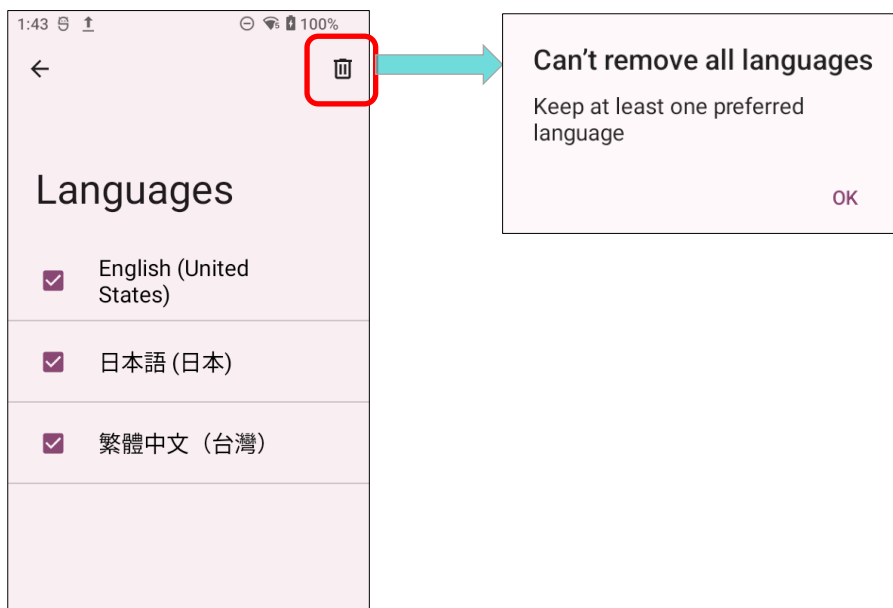 1:43
100%
Languages
English (United
States)
日本語 (日本)
繁體中文（台灣）
Can’t remove all languages
Keep at least one preferred
language
OK